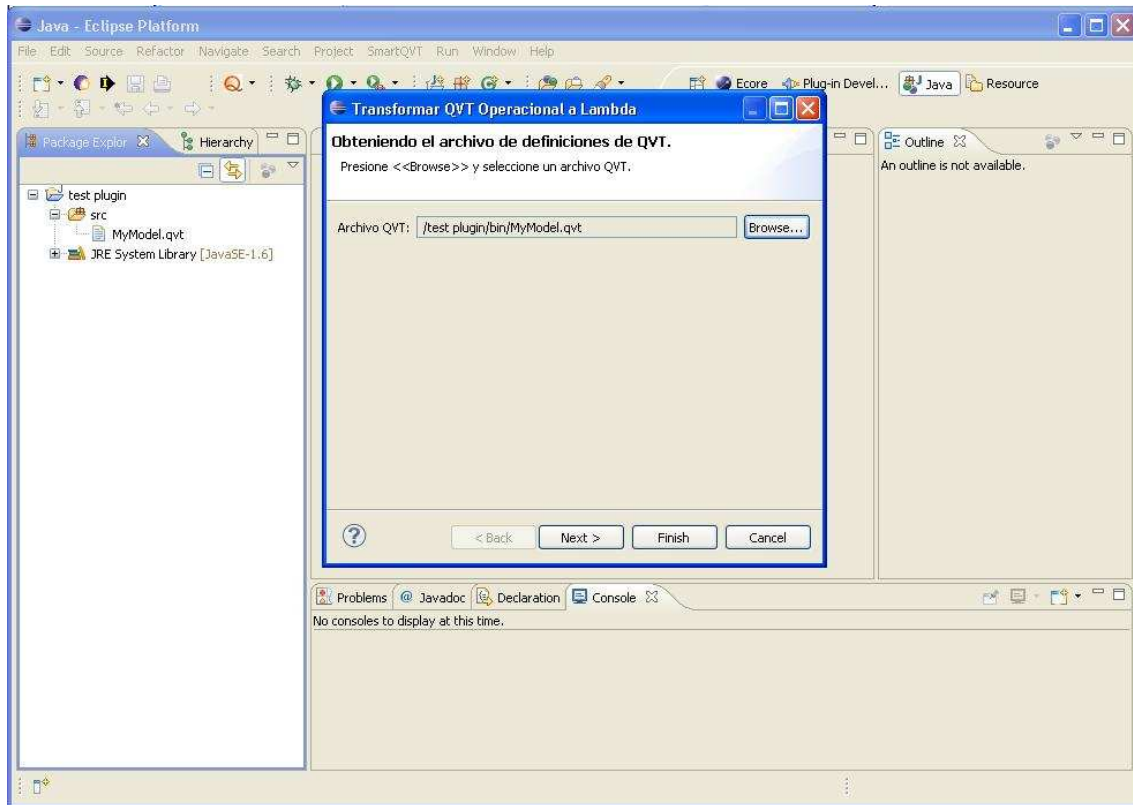 Java - Eclipse Platform
File Edit Source Refactor Navigate Search Project SmartQVT Run Window Help
Ecore Plug-in Devel... Java Resource
Package Explor Hierarchy
test plugin
src
MyModel.qvt
JRE System Library [JavaSE-1.6]
Transformar QVT Operacional a Lambda
Obteniendo el archivo de definiciones de QVT.
Presione <<Browse>> y seleccione un archivo QVT.
Archivo QVT: /test plugin/bin/MyModel.qvt Browse...
< Back Next > Finish Cancel
Outline
An outline is not available.
Problems @ Javadoc Declaration Console
No consoles to display at this time.